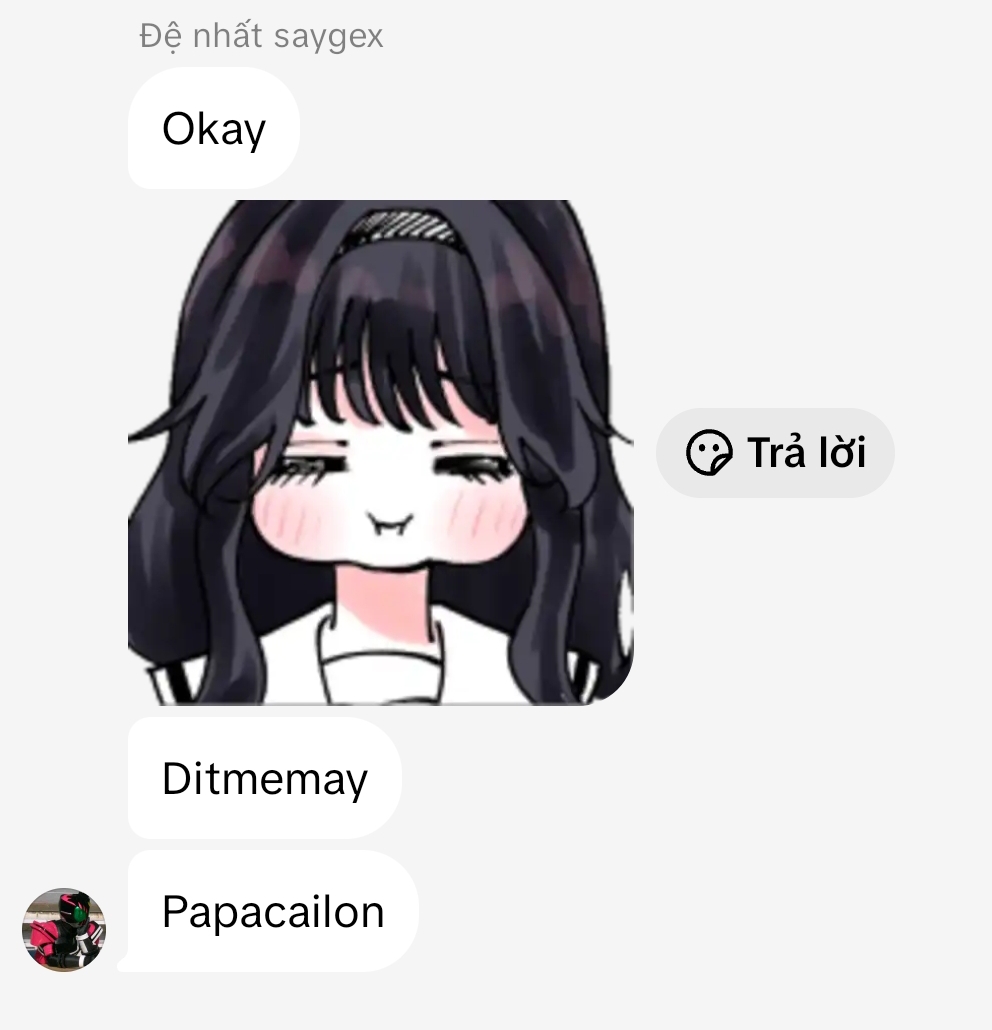 Đệ nhất saygex
Okay
Trả lời
Ditmemay
Papacailon